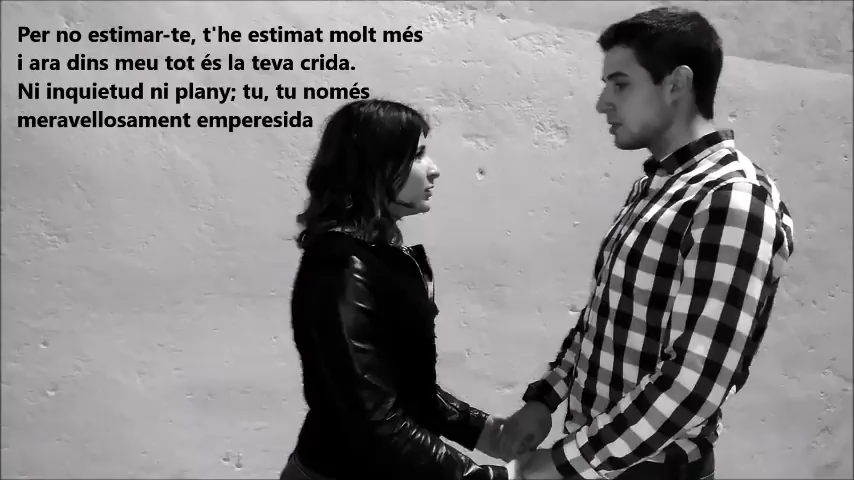 Per no estimar-te, t'he estimat molt més
i ara dins meu tot és la teva crida.
Ni inquietud ni plany; tu, tu només
meravellosament emperesida